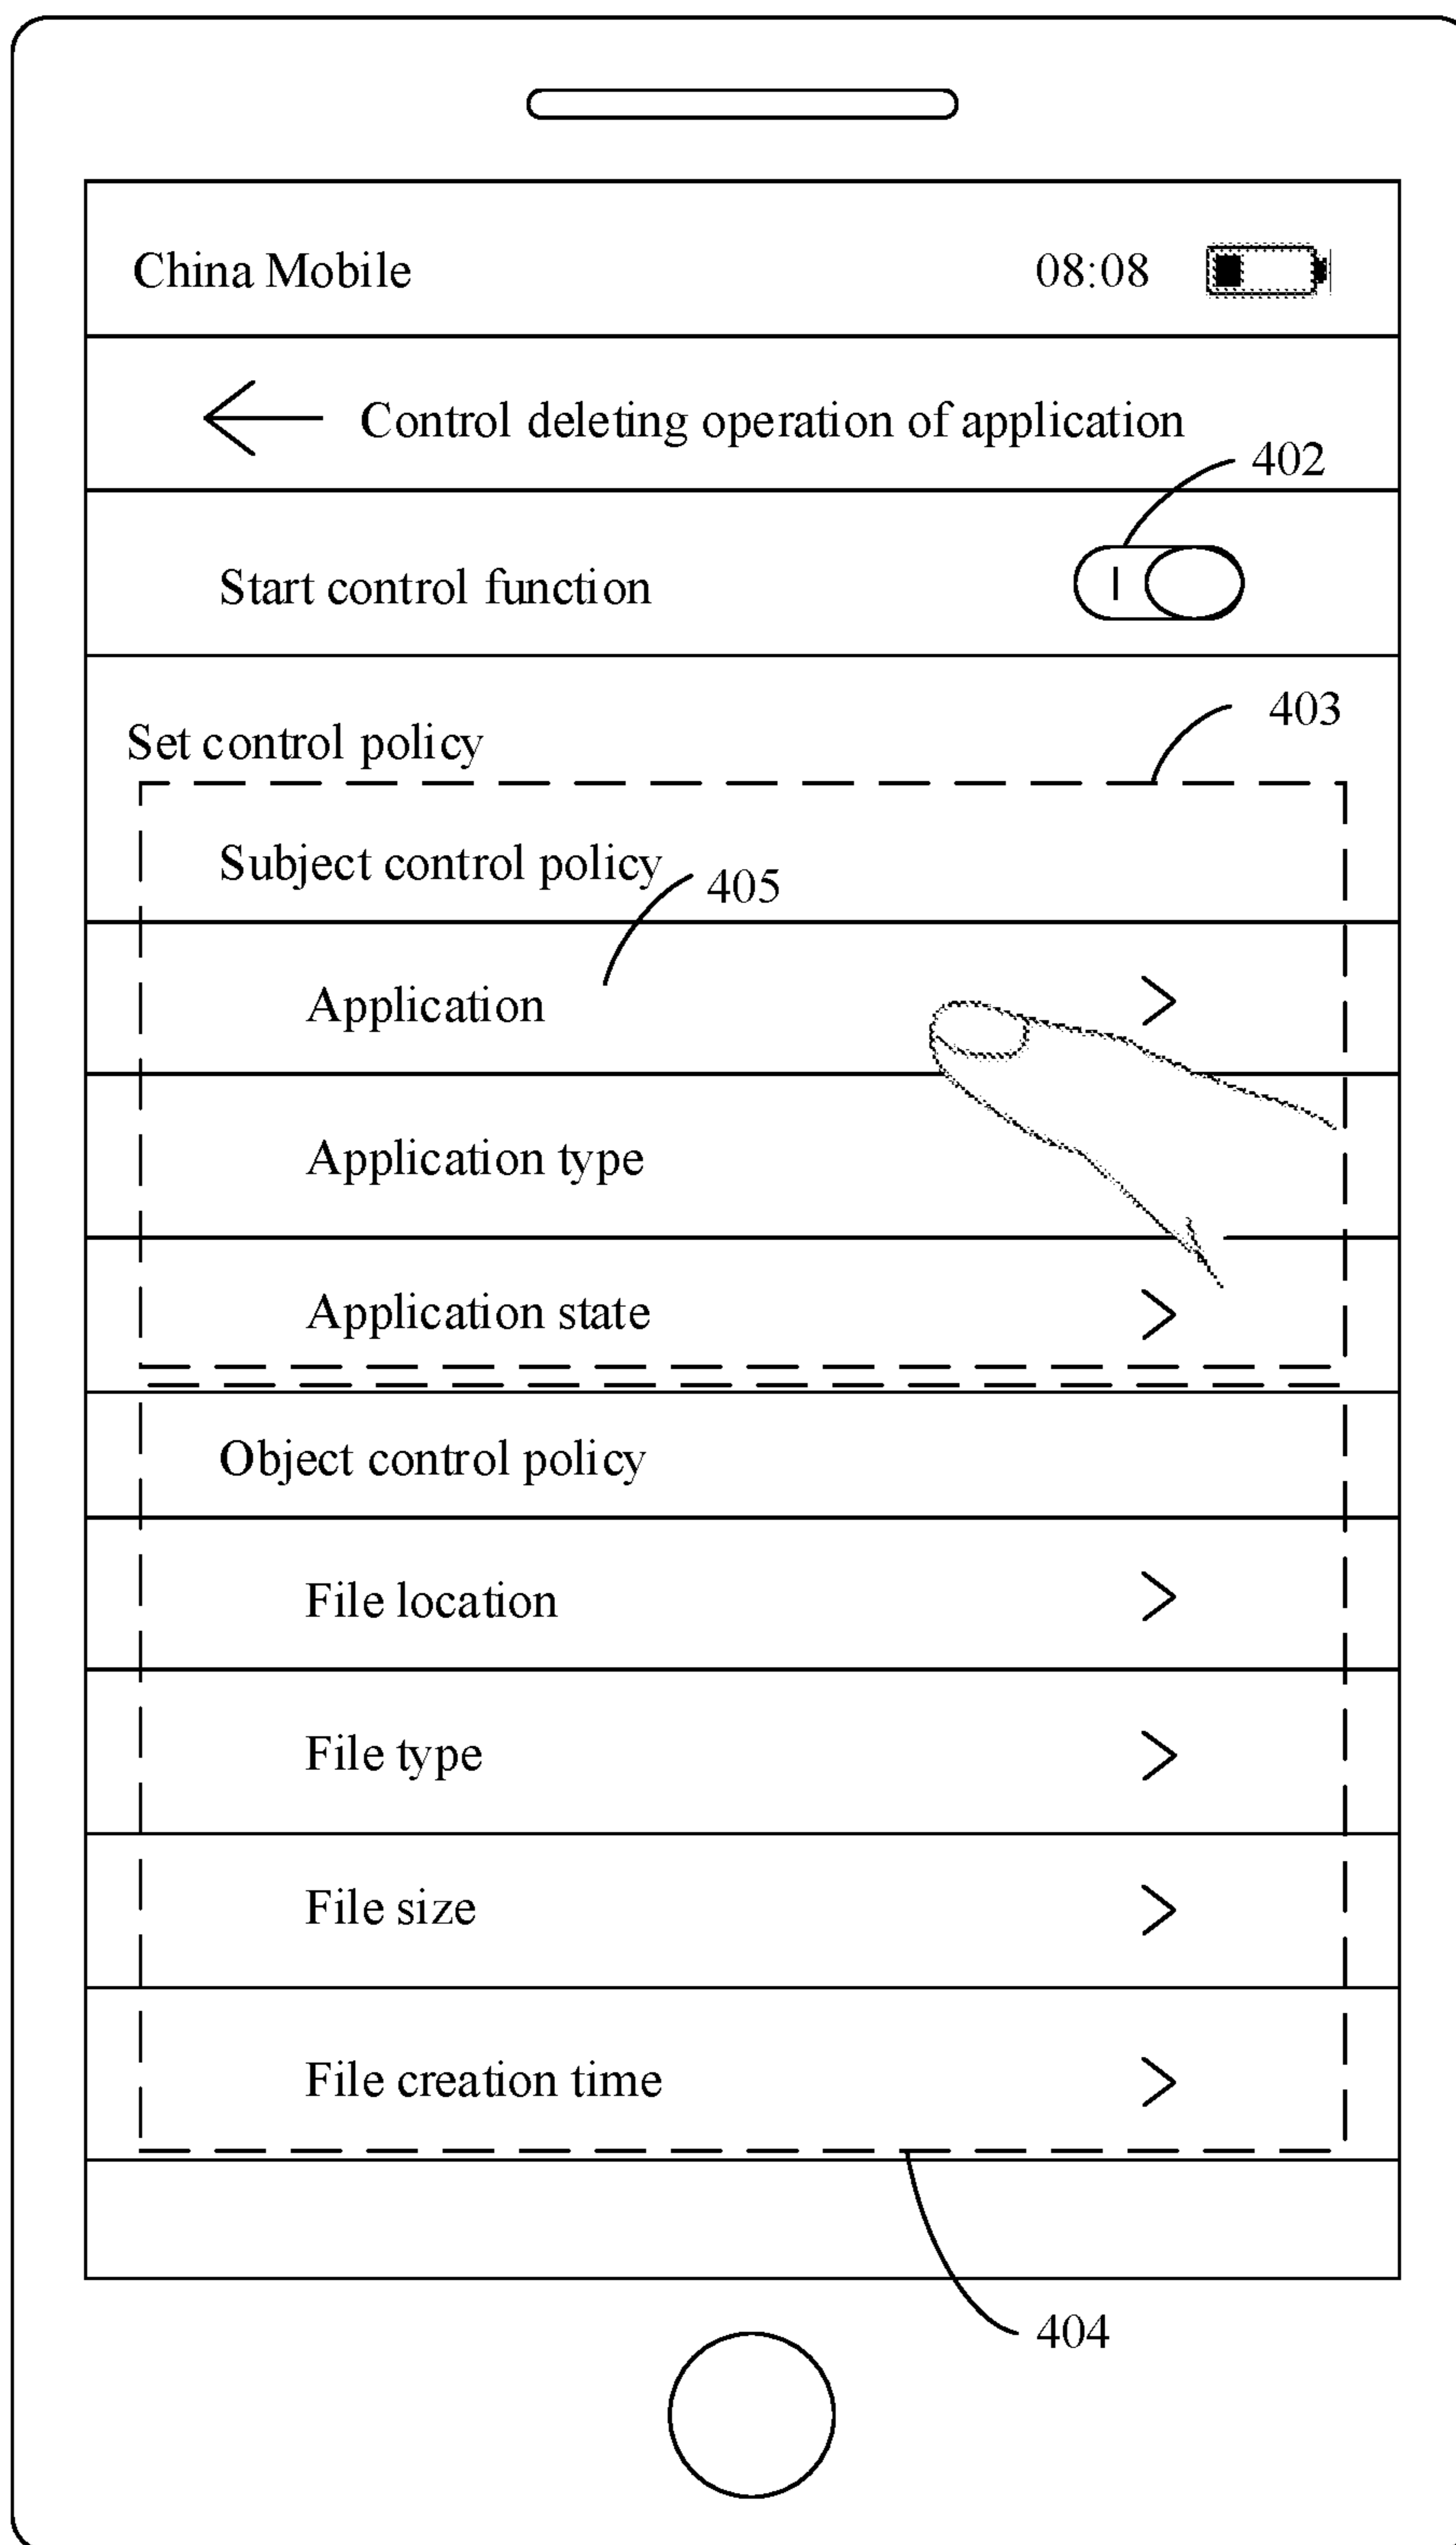 China Mobile 08:08
Control deleting operation of application
402
Start control function
403
Set control policy
Subject control policy
405
Application >
Application type
Application state >
Object control policy
File location >
File type >
File size >
File creation time >
404